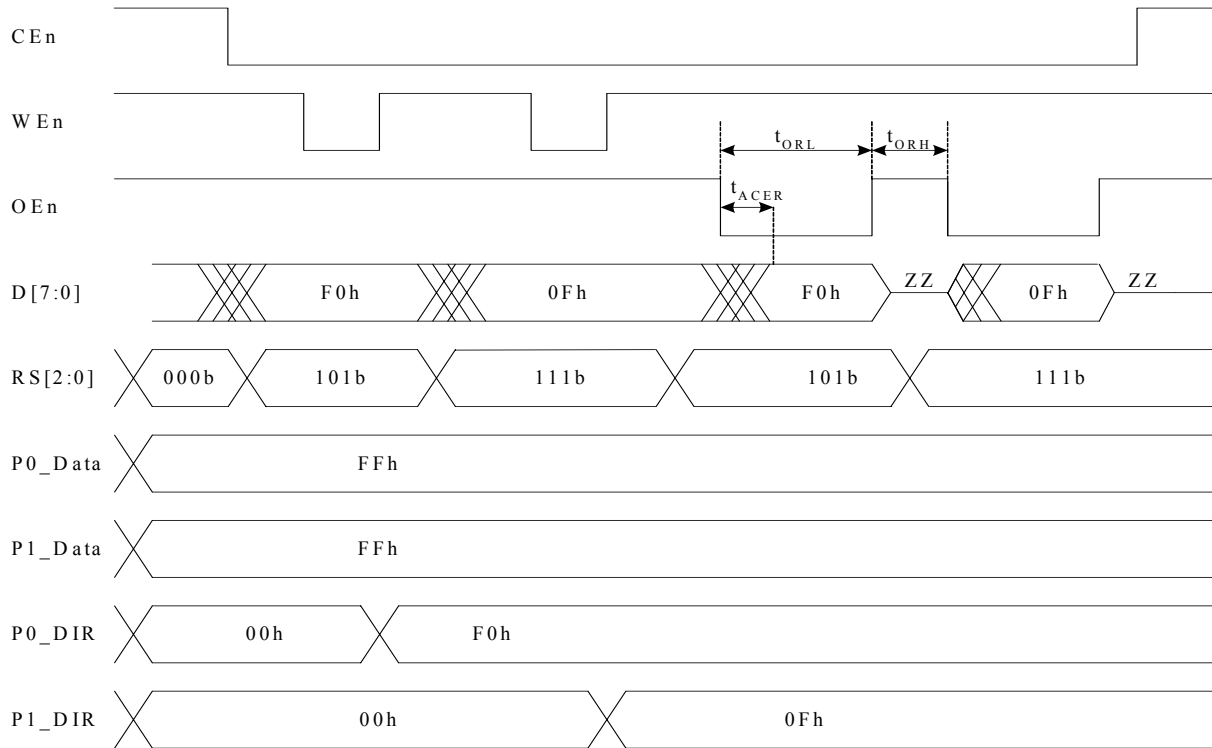 CEn
WEn
tORL tORH
OEn tACER
D[7:0] F0h 0Fh F0h ZZ 0Fh ZZ
RS[2:0] 000b 101b 111b 101b 111b
P0_Data FFh
P1_Data FFh
P0_DIR 00h F0h
P1_DIR 00h 0Fh